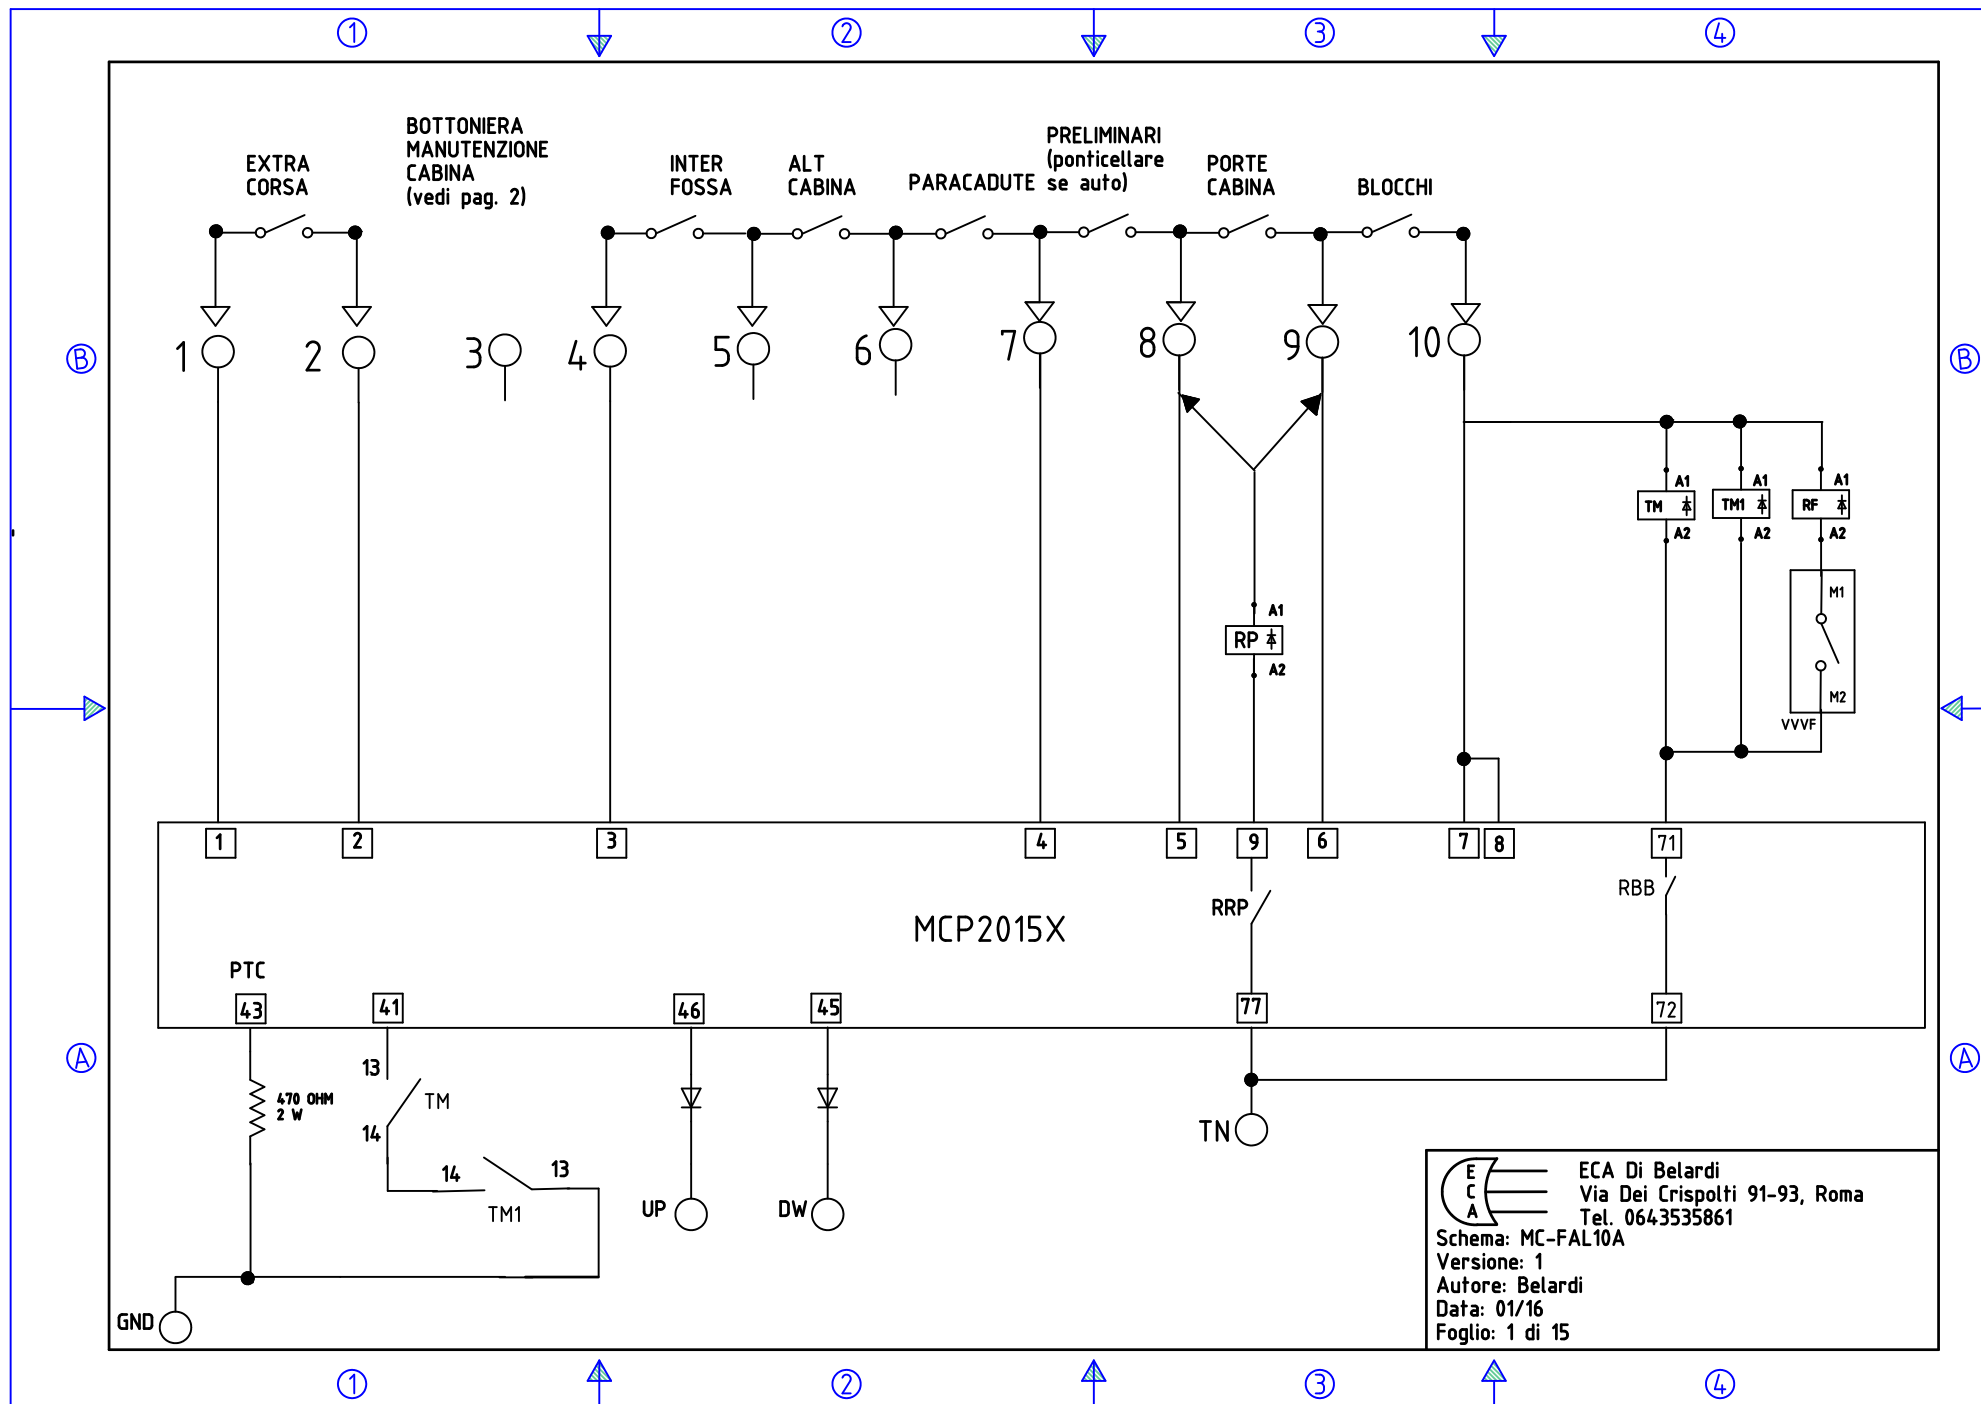 1 2 3 4
EXTRA
CORSA
BOTTONIERA
MANUTENZIONE
CABINA
(vedi pag. 2)
INTER
FOSSA
ALT
CABINA
PARACADUTE
PRELIMINARI
(ponticellare
se auto)
PORTE
CABINA
BLOCCHI
B 1 2 3 4 5 6 7 8 9 10 B
A1 A1 A1
TM TM1 RF
A2 A2 A2
A1
RP
A2
M1
M2
VVVF
1 2 3 4 5 9 6 7 8 71
RBB
RRP
MCP2015X
PTC
43 41 46 45 77 72
A A
13
470 OHM
2 W
TM
14
14 13
TM1
UP
DW
TN
GND
E
C
A
ECA Di Belardi
Via Dei Crispolti 91-93, Roma
Tel. 0643535861
Schema: MC-FAL10A
Versione: 1
Autore: Belardi
Data: 01/16
Foglio: 1 di 15
1 2 3 4